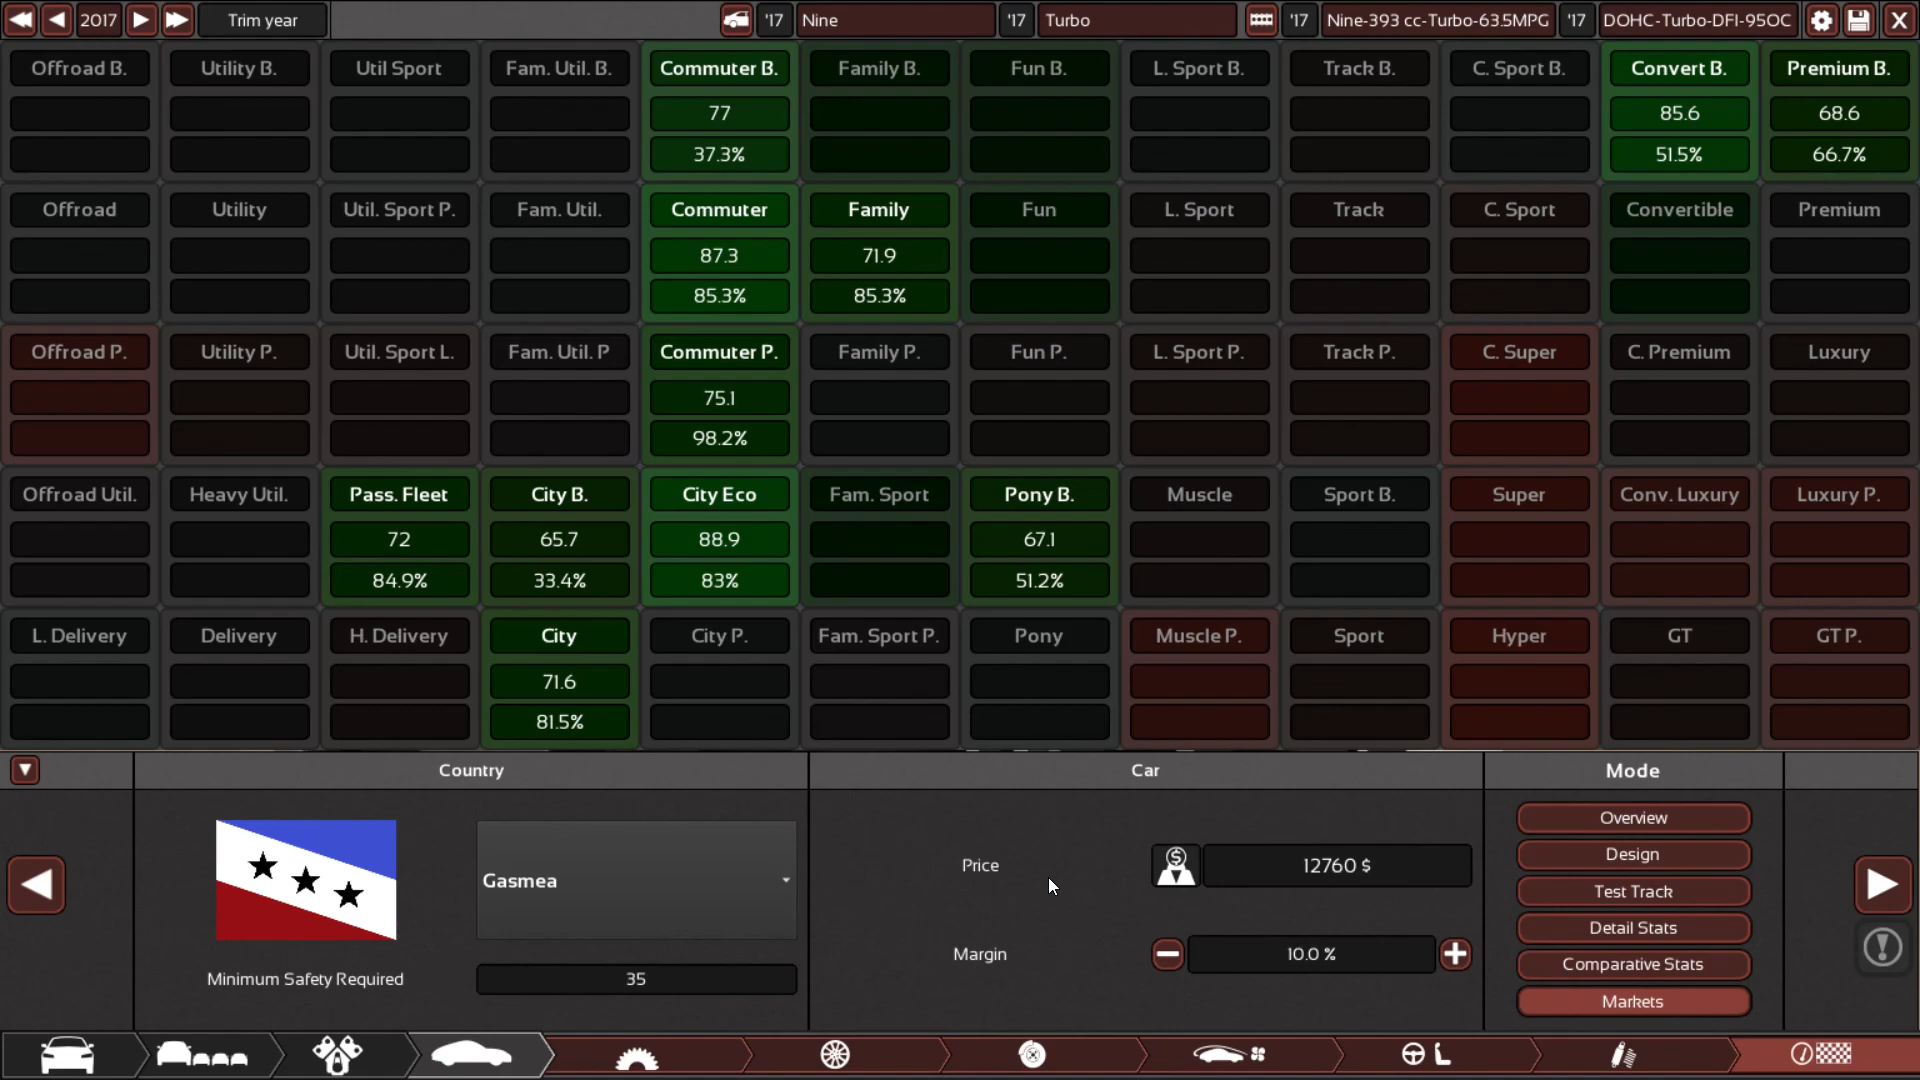 2017 Trim year '17 Nine '17 Turbo '17 Nine-393 cc-Turbo-63.5MPG '17 DOHC-Turbo-DFI-95OC
Offroad B. Utility B. Util Sport Fam. Util. B. Commuter B. Family B. Fun B. L. Sport B. Track B. C. Sport B. Convert B. Premium B.
77 85.6 68.6
37.3% 51.5% 66.7%
Offroad Utility Util. Sport P. Fam. Util. Commuter Family Fun L. Sport Track C. Sport Convertible Premium
87.3 71.9
85.3% 85.3%
Offroad P. Utility P. Util. Sport L. Fam. Util. P Commuter P. Family P. Fun P. L. Sport P. Track P. C. Super C. Premium Luxury
75.1
98.2%
Offroad Util. Heavy Util. Pass. Fleet City B. City Eco Fam. Sport Pony B. Muscle Sport B. Super Conv. Luxury Luxury P.
72 65.7 88.9 67.1
84.9% 33.4% 83% 51.2%
L. Delivery Delivery H. Delivery City City P. Fam. Sport P. Pony Muscle P. Sport Hyper GT GT P.
71.6
81.5%
Country Car Mode
Overview
Design
Price 12760 $
Gasmea
Test Track
Detail Stats
Margin 10.0 %
Comparative Stats
Minimum Safety Required 35
Markets